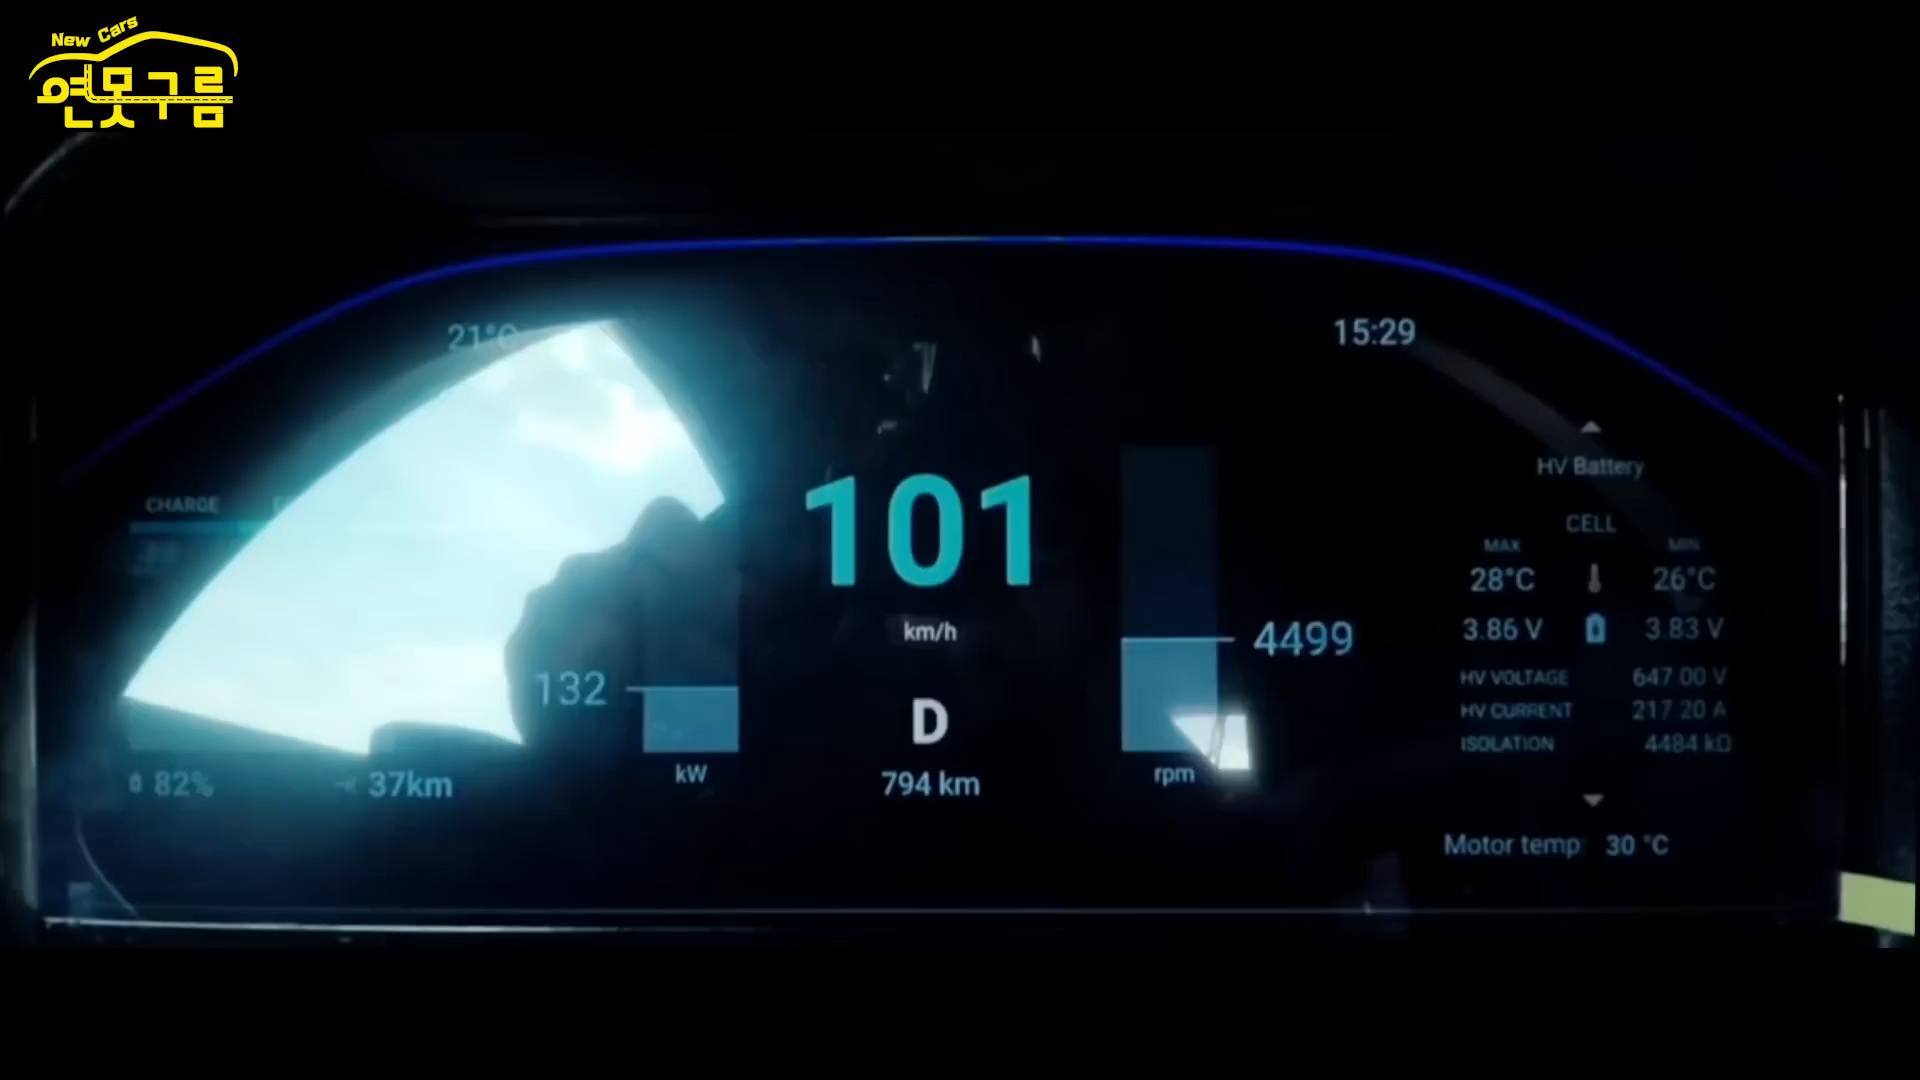 New Cars
연못구름
21°C
15:29
HV Battery
CHARGE
CELL
MAX
MIN
28°C
26°C
3.86 V
3.83 V
101
km/h
132
4499
HV VOLTAGE
647.00 V
HV CURRENT
217.20 A
ISOLATION
4484 kΩ
D
kW
rpm
82%
37km
794 km
Motor temp
30 °C